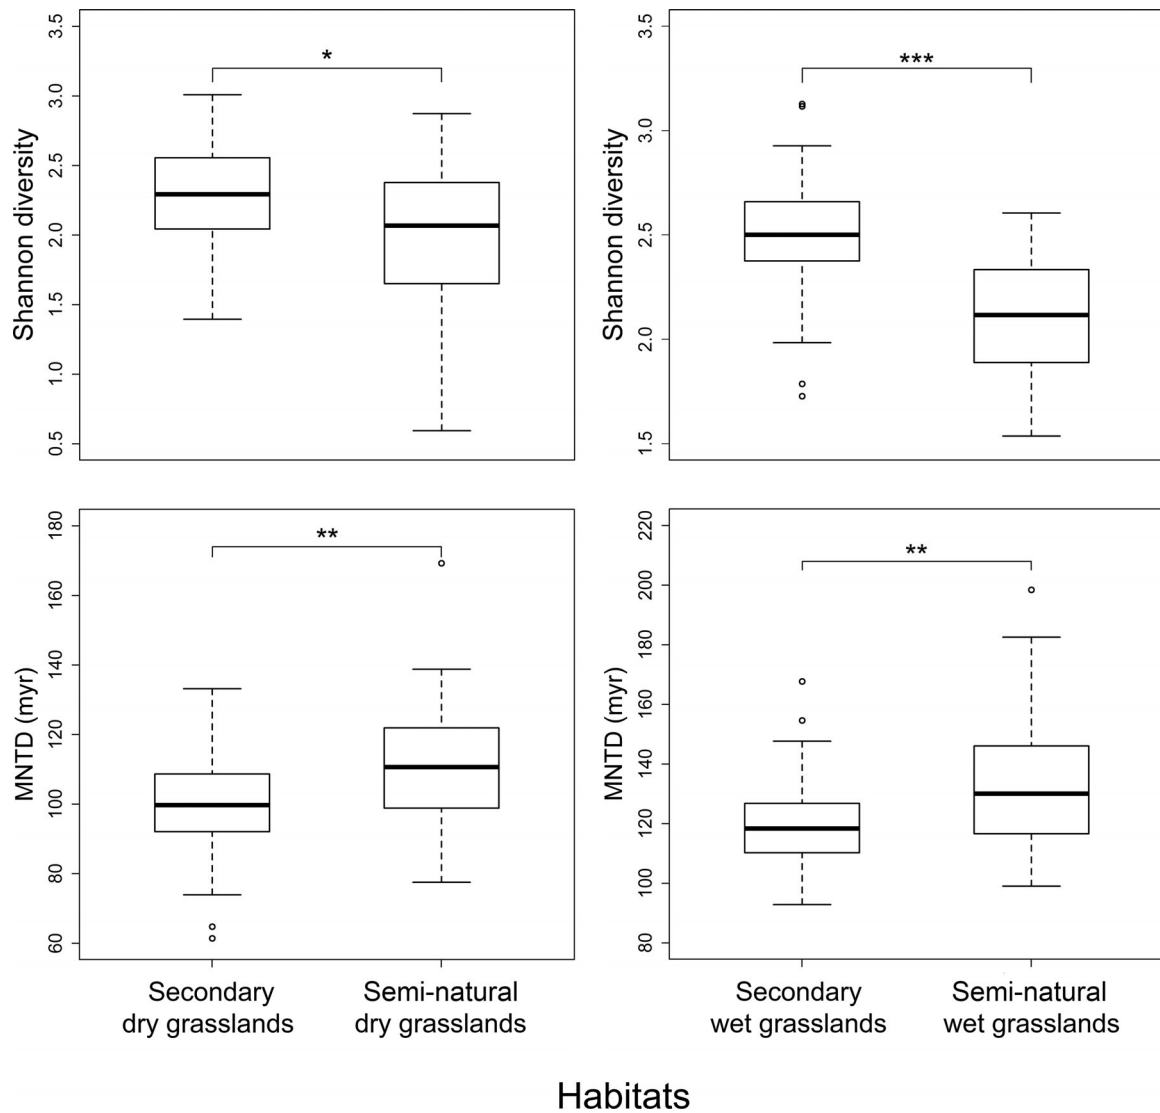 3.5
3.0
2.5
2.0
1.5
1.0
0.5
Shannon diversity
*
3.5
3.0
2.5
2.0
1.5
Shannon diversity
***
180
160
140
120
100
80
60
MNTD (myr)
**
220
200
180
160
140
120
100
80
MNTD (myr)
**
Secondary
dry grasslands
Semi-natural
dry grasslands
Secondary
wet grasslands
Semi-natural
wet grasslands
Habitats